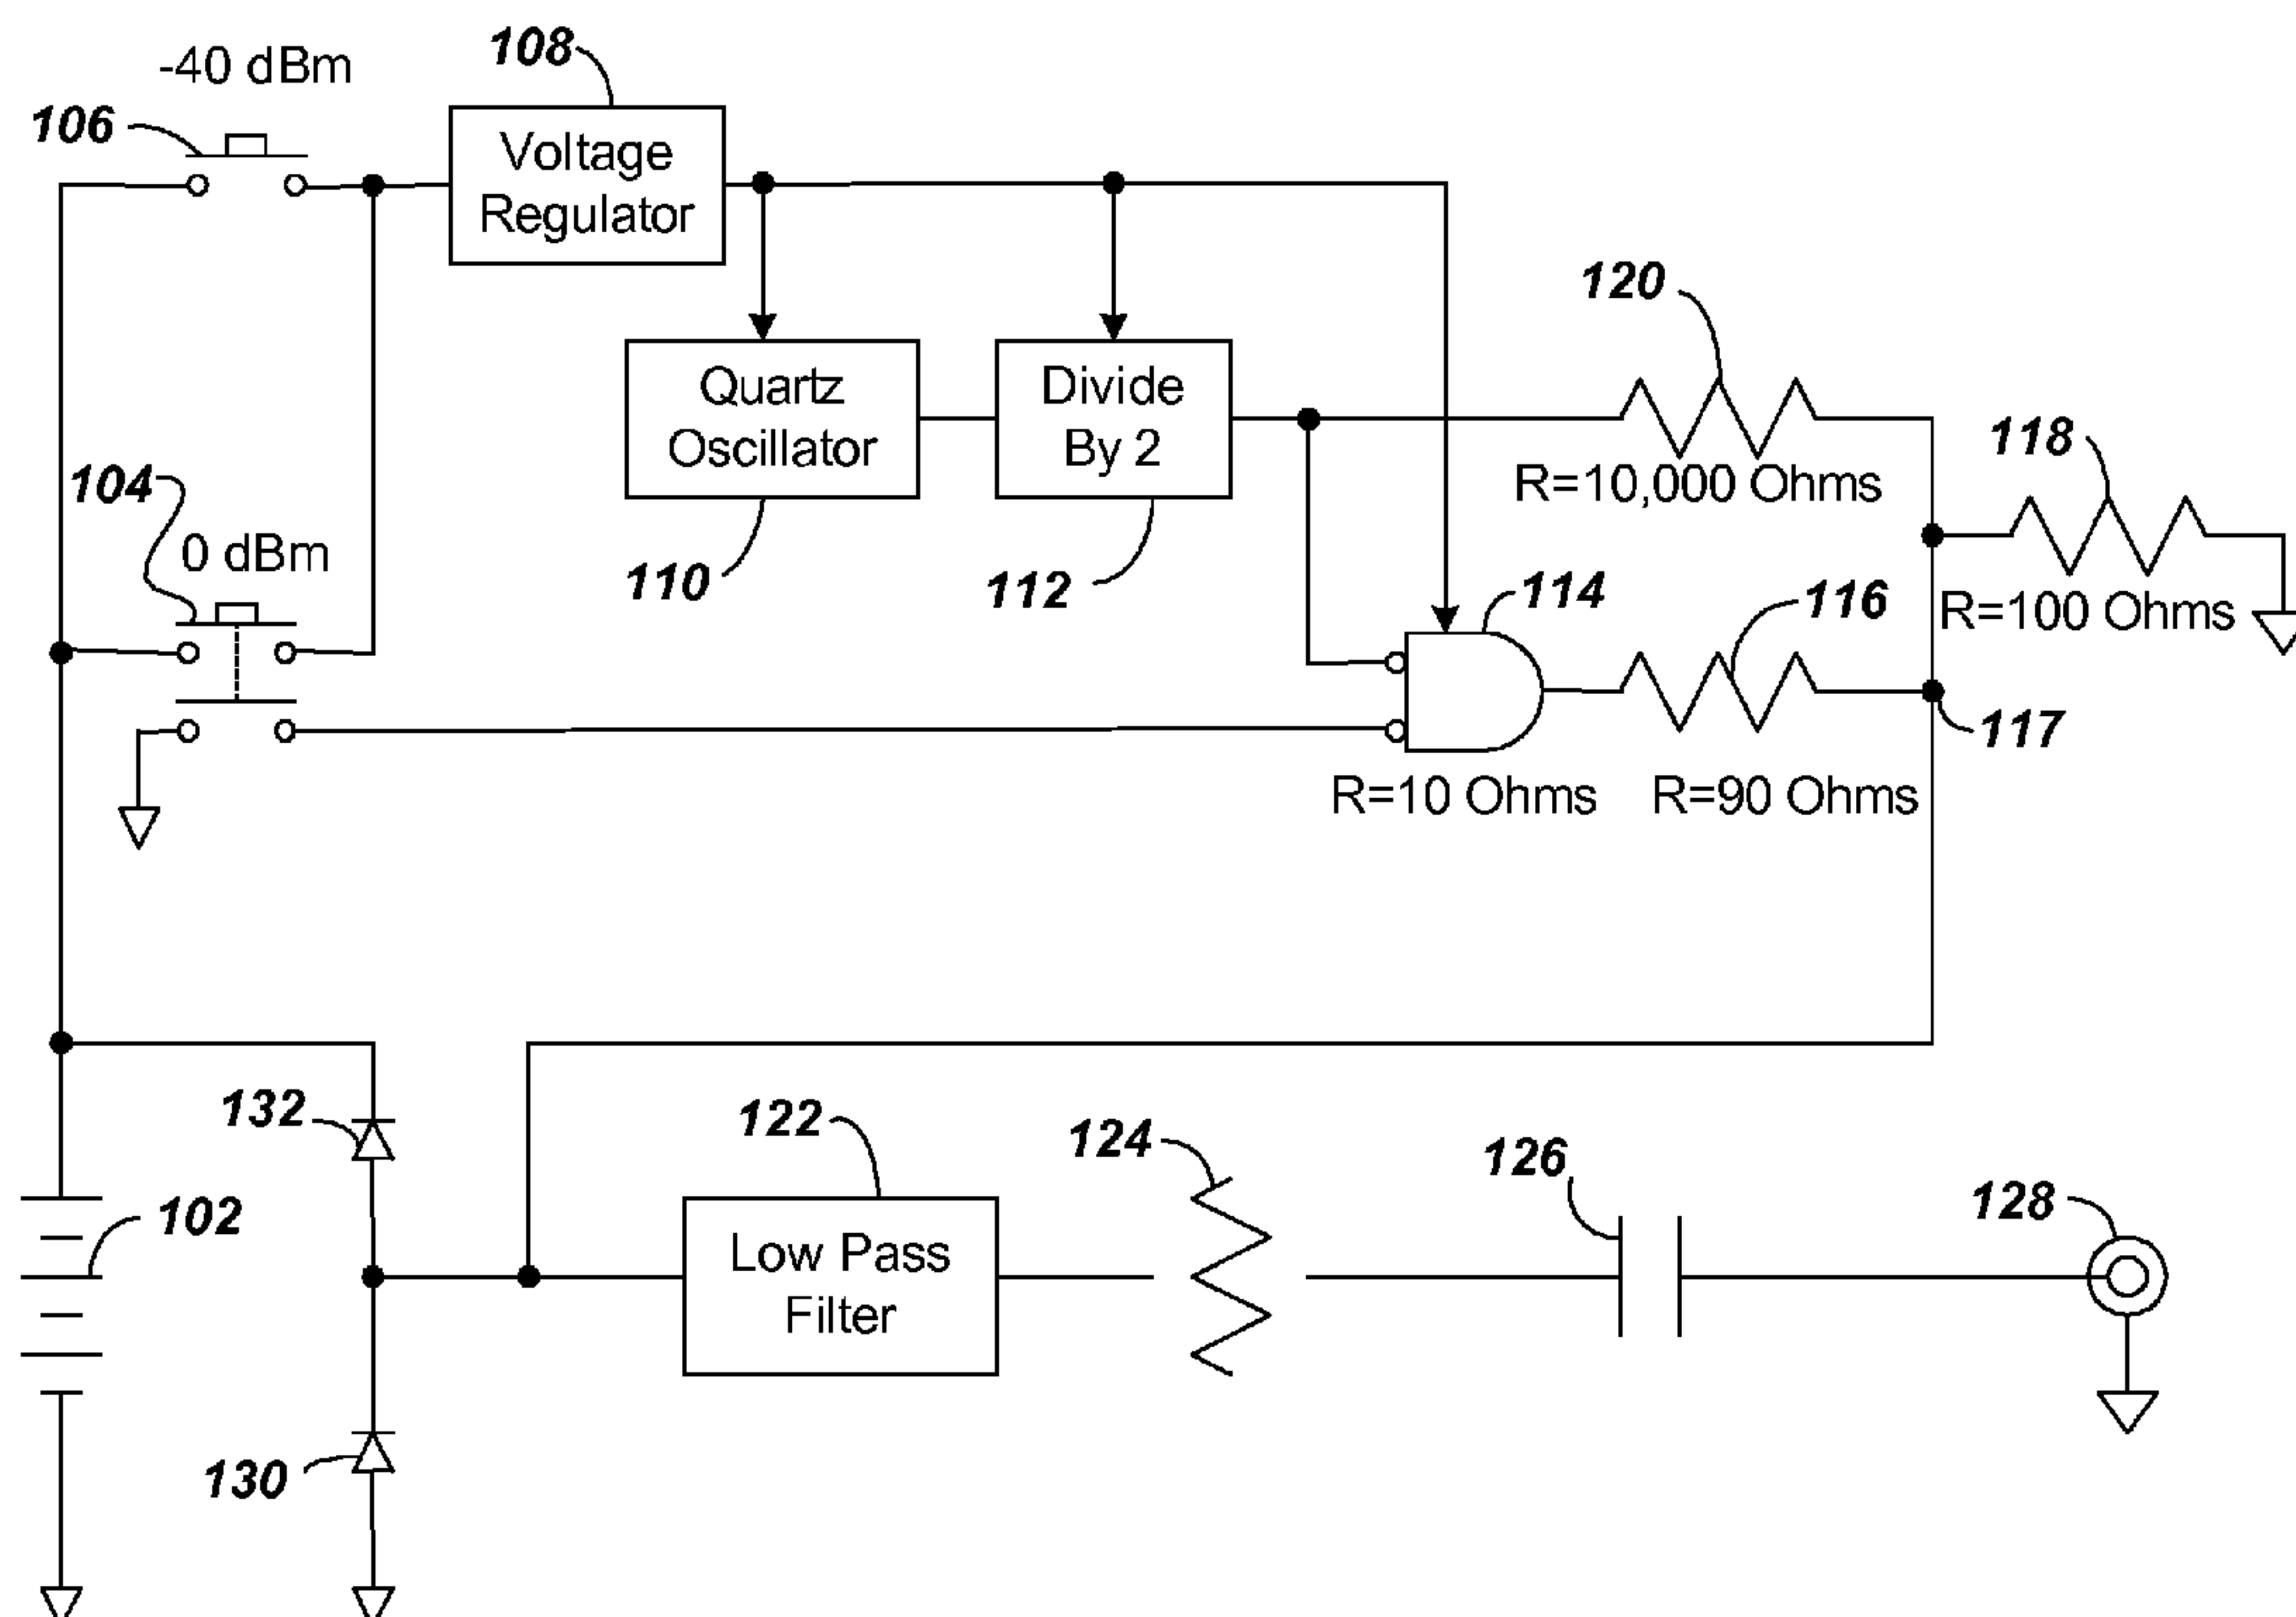 108
-40 dBm
106
Voltage
Regulator
120
Quartz
Oscillator
Divide
By 2
118
104
R=10,000 Ohms
0 dBm
110
112
114
116
R=100 Ohms
117
R=10 Ohms
R=90 Ohms
132
122
124
126
128
102
Low Pass
Filter
130